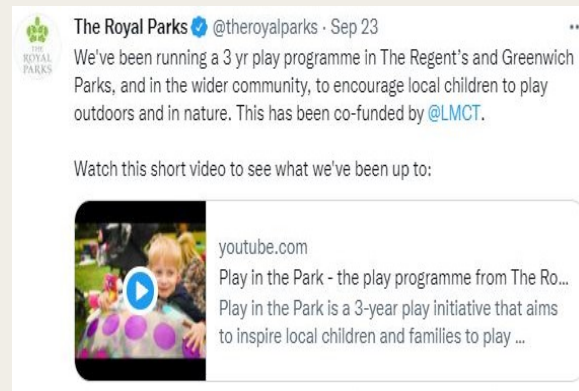 The Royal Parks @theroyalparks · Sep 23
THE
ROYAL
PARKS
We've been running a 3 yr play programme in The Regent's and Greenwich
Parks, and in the wider community, to encourage local children to play
outdoors and in nature. This has been co-funded by @LMCT.
Watch this short video to see what we've been up to:
youtube.com
Play in the Park - the play programme from The Ro...
Play in the Park is a 3-year play initiative that aims
to inspire local children and families to play ...